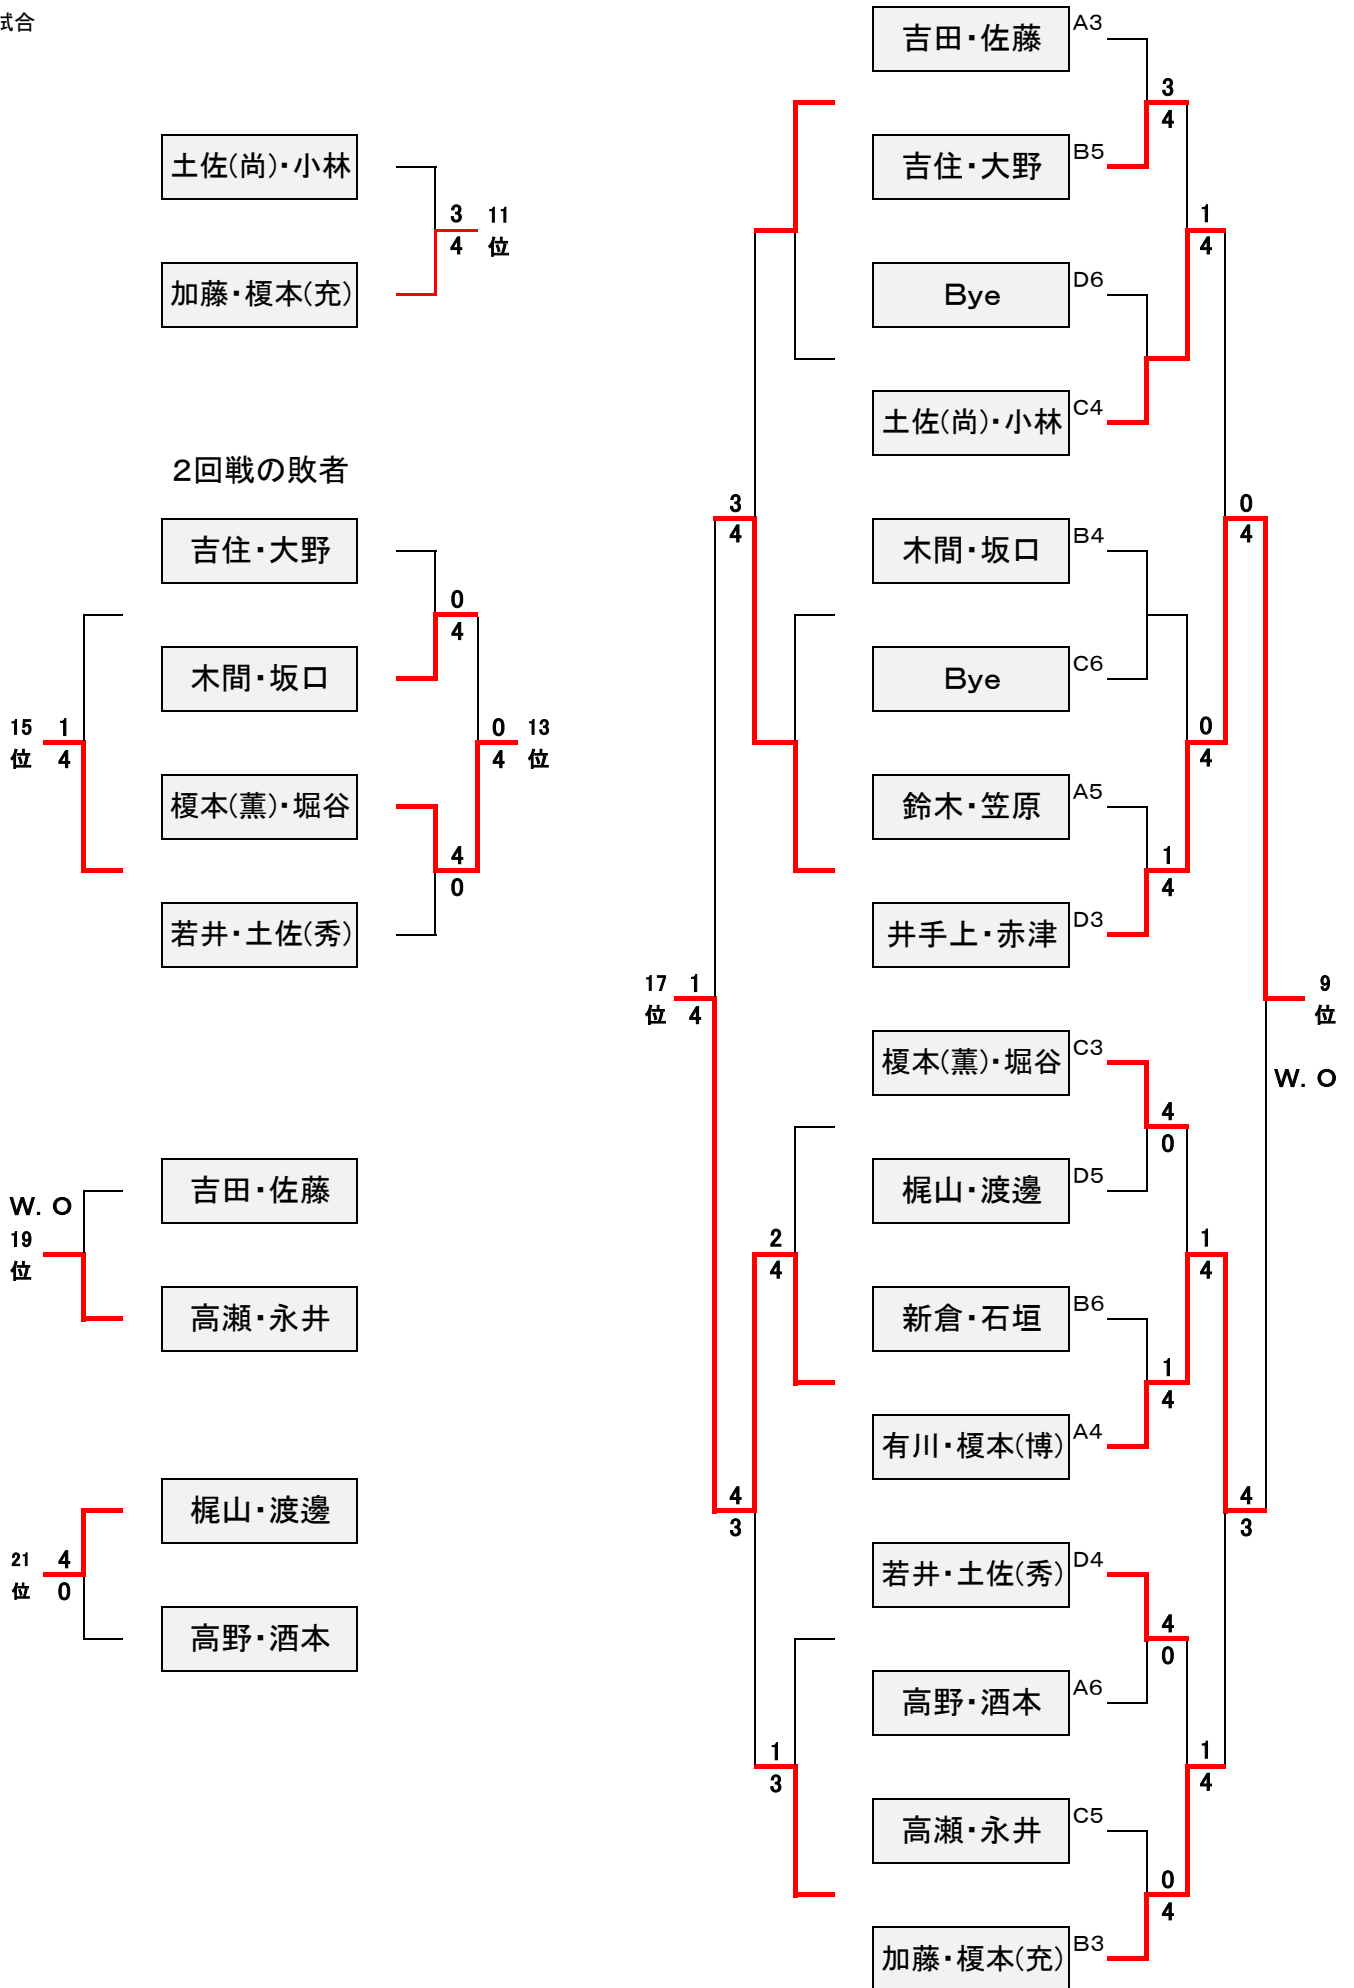 試合
土佐(尚)・小林
3 11
4 位
加藤・榎本(充)
2回戦の敗者
吉住・大野
0
4
木間・坂口
15 1
位 4
0 13
4 位
榎本(薫)・堀谷
4
0
若井・土佐(秀)
吉田・佐藤
W. O
19
位
高瀬・永井
梶山・渡邊
21 4
位 0
高野・酒本
吉田・佐藤 A3
3
4
吉住・大野 B5
1
4
Bye D6
土佐(尚)・小林 C4
3
4
0
4
木間・坂口 B4
Bye C6
0
4
鈴木・笠原 A5
1
4
井手上・赤津 D3
17 1
位 4
9
位
W. O
榎本(薫)・堀谷 C3
4
0
梶山・渡邊 D5
2
4
1
4
新倉・石垣 B6
1
4
有川・榎本(博) A4
4
3
4
3
若井・土佐(秀) D4
4
0
高野・酒本 A6
1
3
1
4
高瀬・永井 C5
0
4
加藤・榎本(充) B3